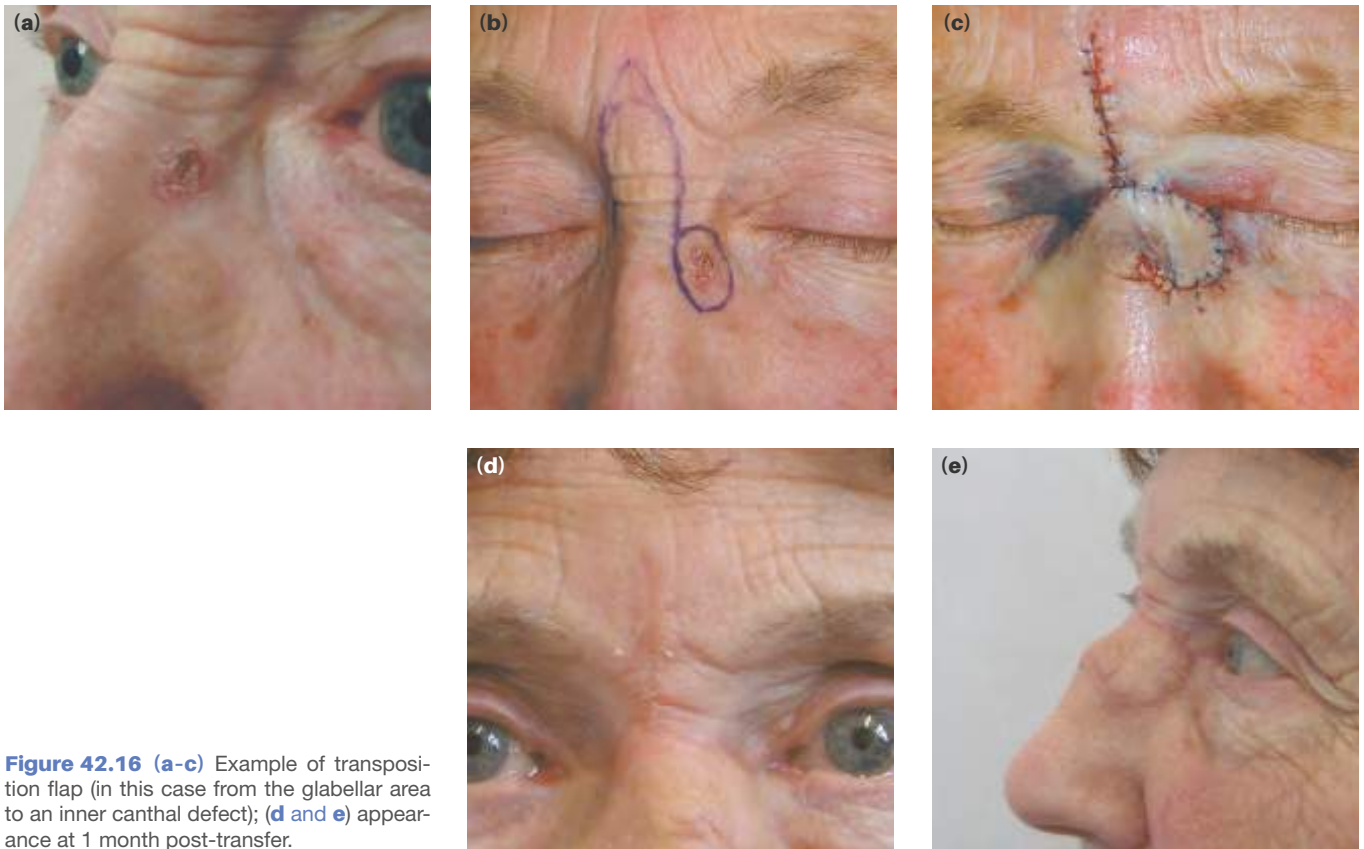 (a)
(b)
(c)
(d)
(e)
Figure 42.16 (a-c) Example of transposi-
tion flap (in this case from the glabellar area
to an inner canthal defect); (d and e) appear-
ance at 1 month post-transfer.